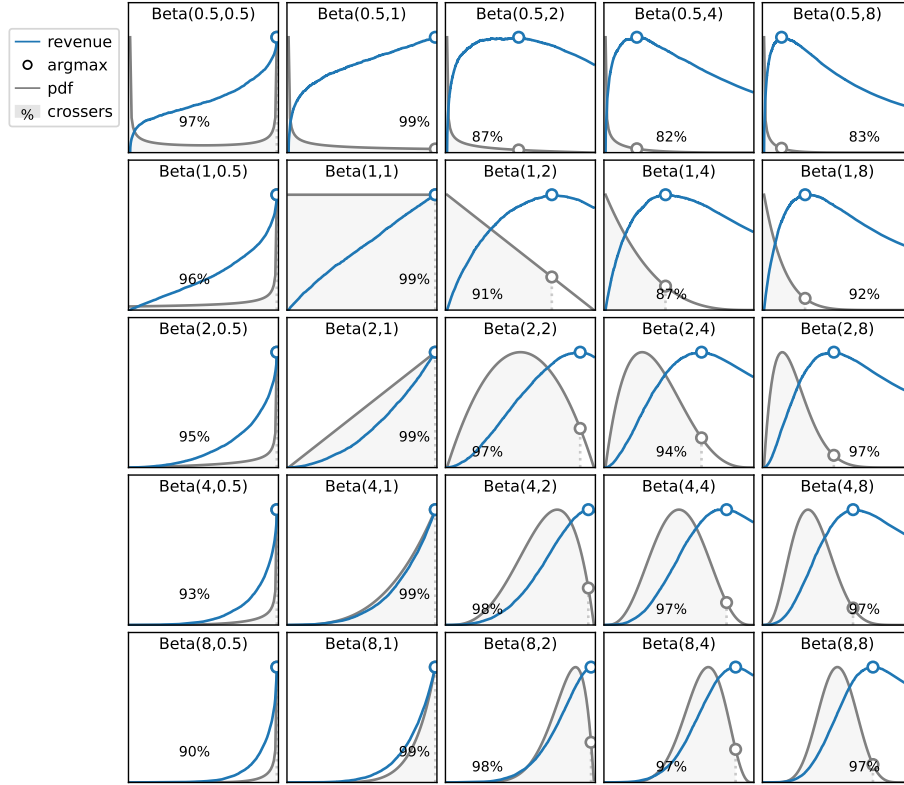 revenue
argmax
pdf
% crossers
Beta(0.5,0.5)
97%
Beta(0.5,1)
99%
Beta(0.5,2)
87%
Beta(0.5,4)
82%
Beta(0.5,8)
83%
Beta(1,0.5)
96%
Beta(1,1)
99%
Beta(1,2)
91%
Beta(1,4)
87%
Beta(1,8)
92%
Beta(2,0.5)
95%
Beta(2,1)
99%
Beta(2,2)
97%
Beta(2,4)
94%
Beta(2,8)
97%
Beta(4,0.5)
93%
Beta(4,1)
99%
Beta(4,2)
98%
Beta(4,4)
97%
Beta(4,8)
97%
Beta(8,0.5)
90%
Beta(8,1)
99%
Beta(8,2)
98%
Beta(8,4)
97%
Beta(8,8)
97%